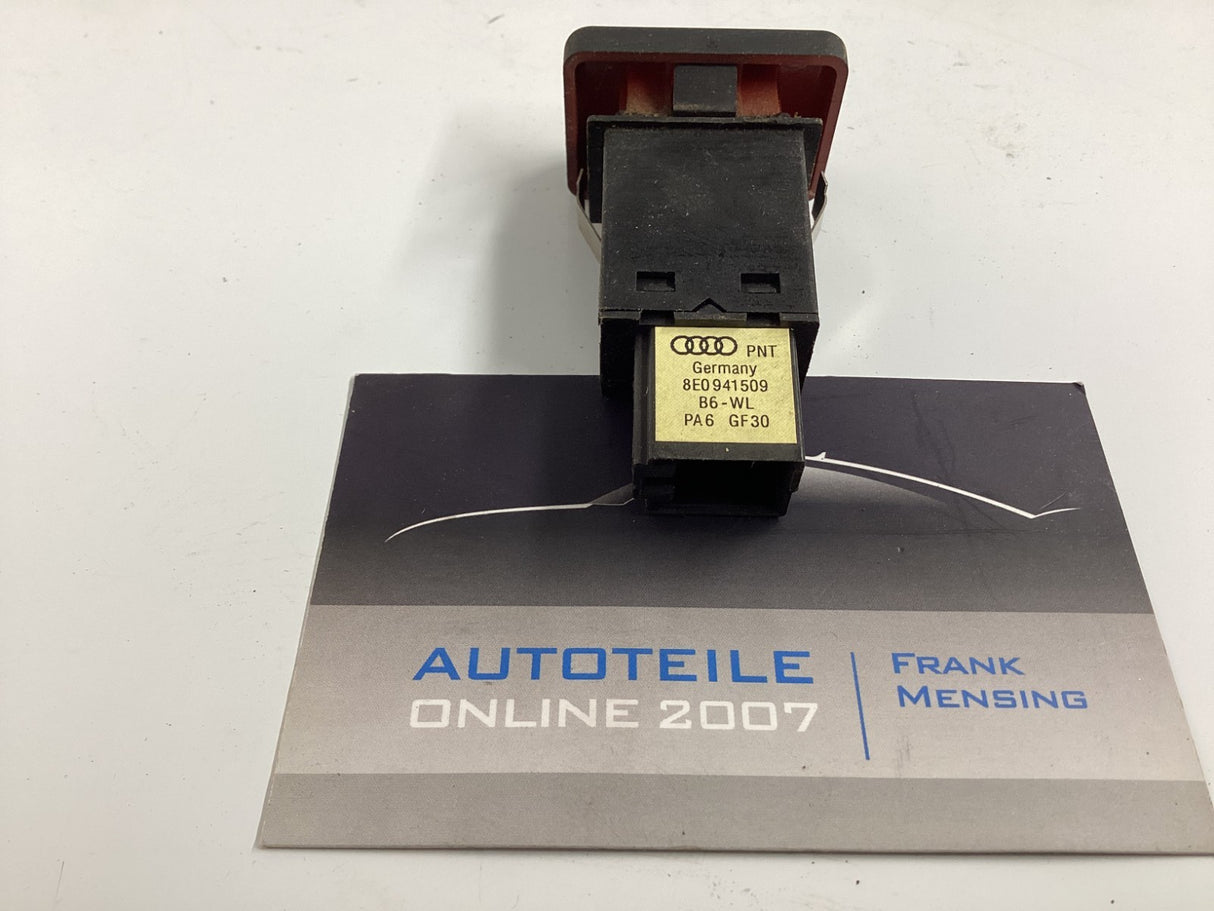 PNT
Germany
8E0 941509
B6-WL
PA6 GF30
AUTOTEILE
ONLINE 2007
FRANK
MENSING